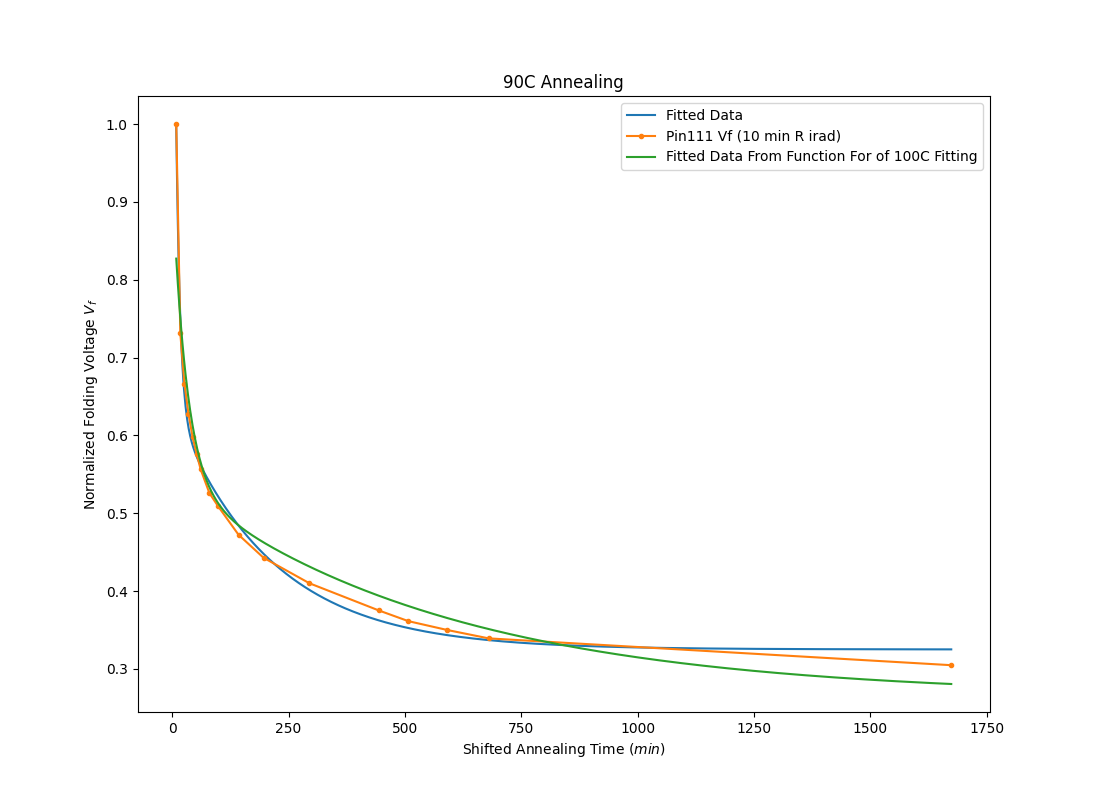 90C Annealing
Fitted Data
Pin111 Vf (10 min R irad)
Fitted Data From Function For of 100C Fitting
1.0
0.9
0.8
0.7
0.6
0.5
0.4
0.3
Normalized Folding Voltage V_f
0 250 500 750 1000 1250 1500 1750
Shifted Annealing Time (min)